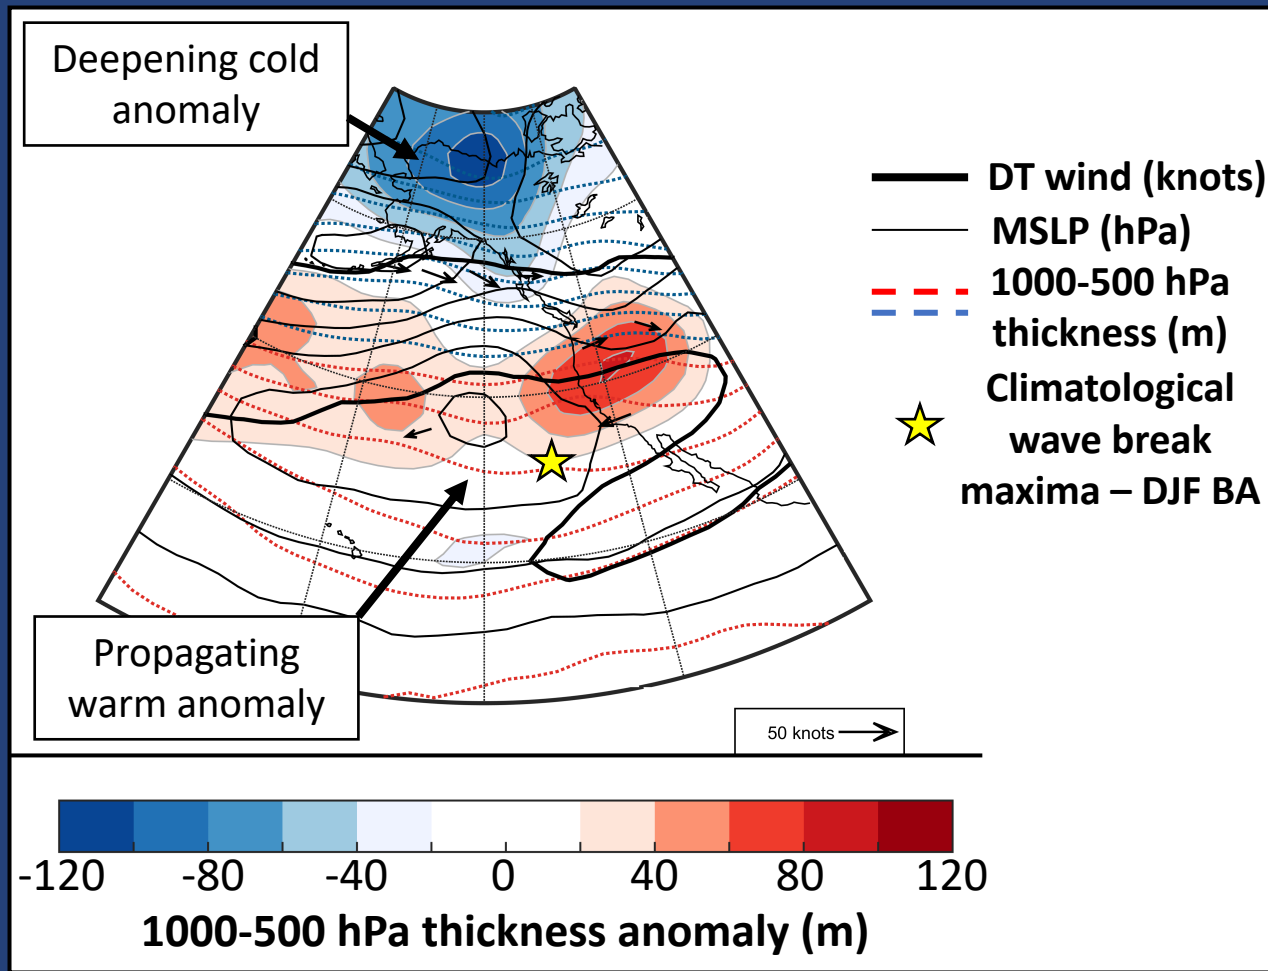 Deepening cold
anomaly
DT wind (knots)
MSLP (hPa)
1000-500 hPa
thickness (m)
Climatological
wave break
maxima – DJF BA
Propagating
warm anomaly
50 knots
-120 -80 -40 0 40 80 120
1000-500 hPa thickness anomaly (m)